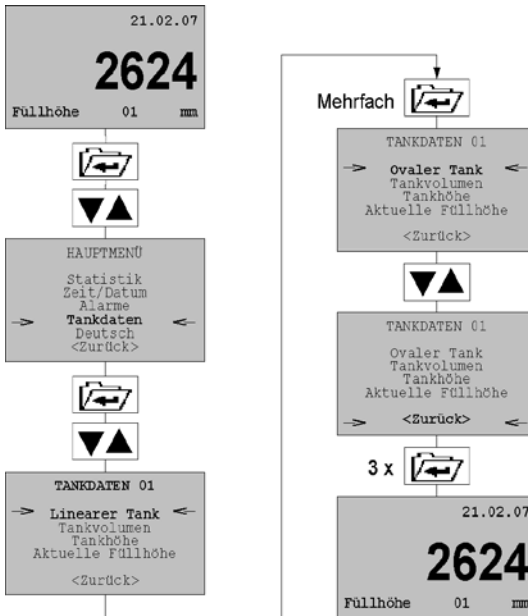 21.02.07
2624
Füllhöhe 01 mm
HAUPTMENÜ
Statistik
Zeit/Datum
Alarme
Tankdaten
Deutsch
<Zurück>
TANKDATEN 01
Linearer Tank
Tankvolumen
Tankhöhe
Aktuelle Füllhöhe
<Zurück>
Mehrfach
TANKDATEN 01
Ovaler Tank
Tankvolumen
Tankhöhe
Aktuelle Füllhöhe
<Zurück>
TANKDATEN 01
Ovaler Tank
Tankvolumen
Tankhöhe
Aktuelle Füllhöhe
<Zurück>
3 x
21.02.07
2624
Füllhöhe 01 mm